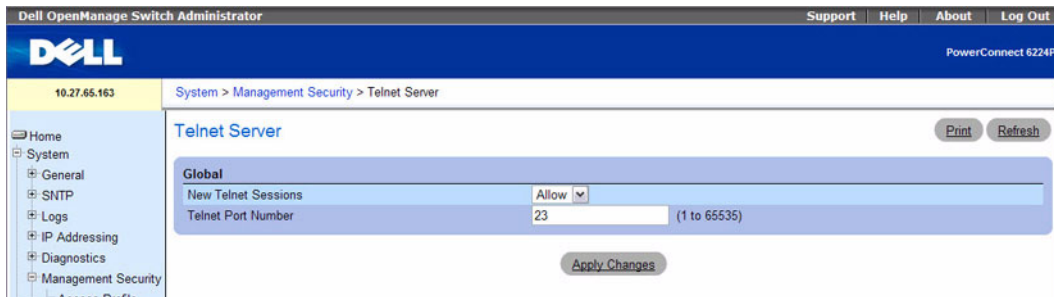 Dell OpenManage Switch Administrator
Support Help About Log Out
DELL
PowerConnect 6224P
10.27.65.163
System > Management Security > Telnet Server
Home
System
General
SNTP
Logs
IP Addressing
Diagnostics
Management Security
Telnet Server
Print Refresh
Global
New Telnet Sessions Allow
Telnet Port Number 23 (1 to 65535)
Apply Changes